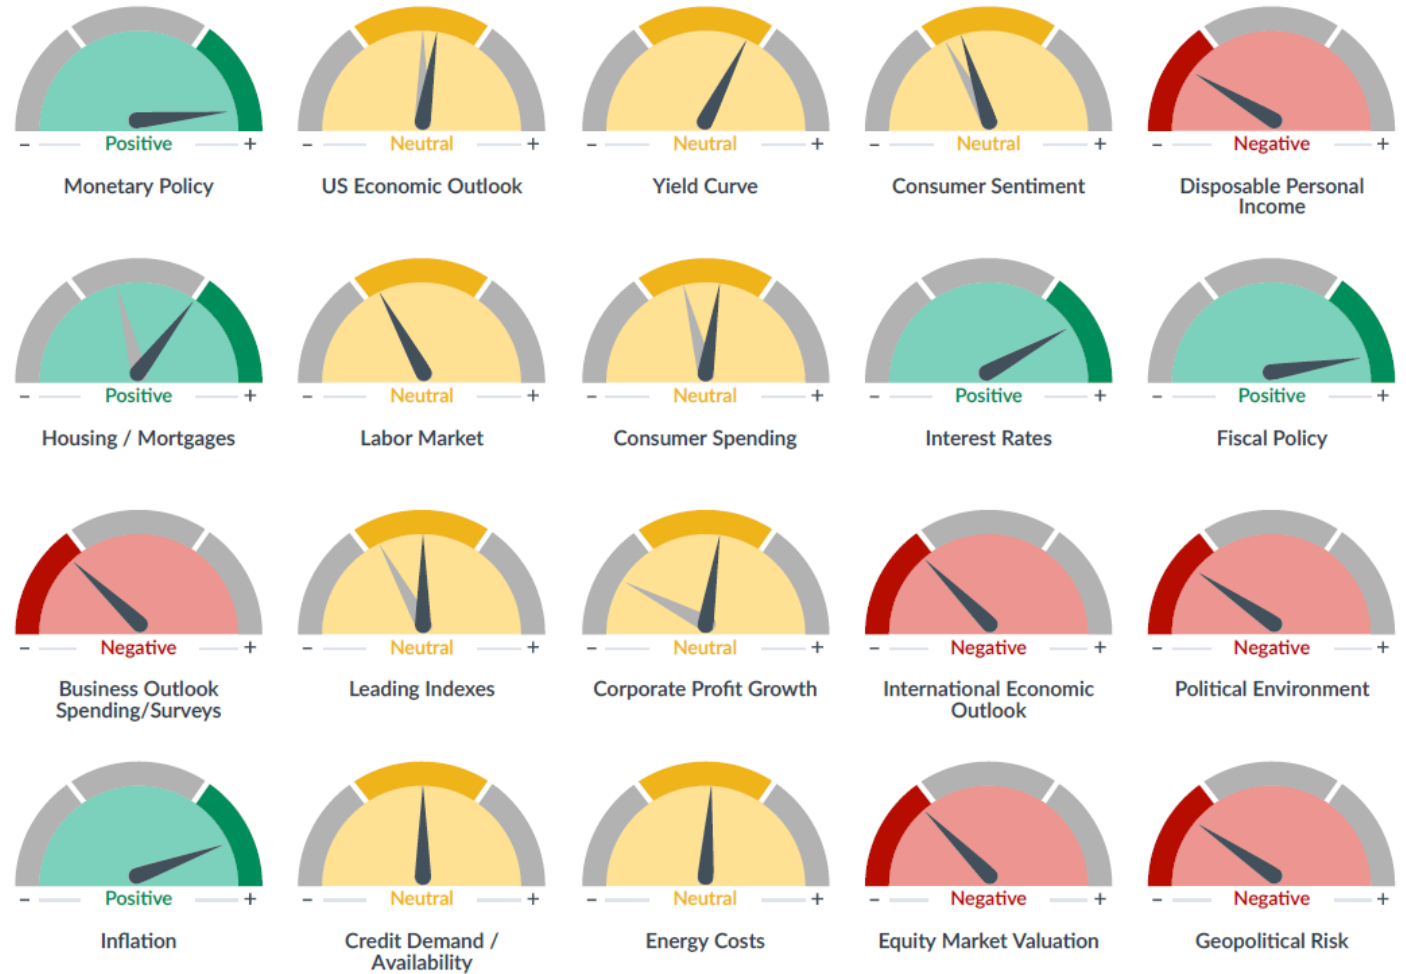 – Positive +
Monetary Policy
– Neutral +
US Economic Outlook
– Neutral +
Yield Curve
– Neutral +
Consumer Sentiment
– Negative +
Disposable Personal
Income
– Positive +
Housing / Mortgages
– Neutral +
Labor Market
– Neutral +
Consumer Spending
– Positive +
Interest Rates
– Positive +
Fiscal Policy
– Negative +
Business Outlook
Spending/Surveys
– Neutral +
Leading Indexes
– Neutral +
Corporate Profit Growth
– Negative +
International Economic
Outlook
– Negative +
Political Environment
– Positive +
Inflation
– Neutral +
Credit Demand /
Availability
– Neutral +
Energy Costs
– Negative +
Equity Market Valuation
– Negative +
Geopolitical Risk